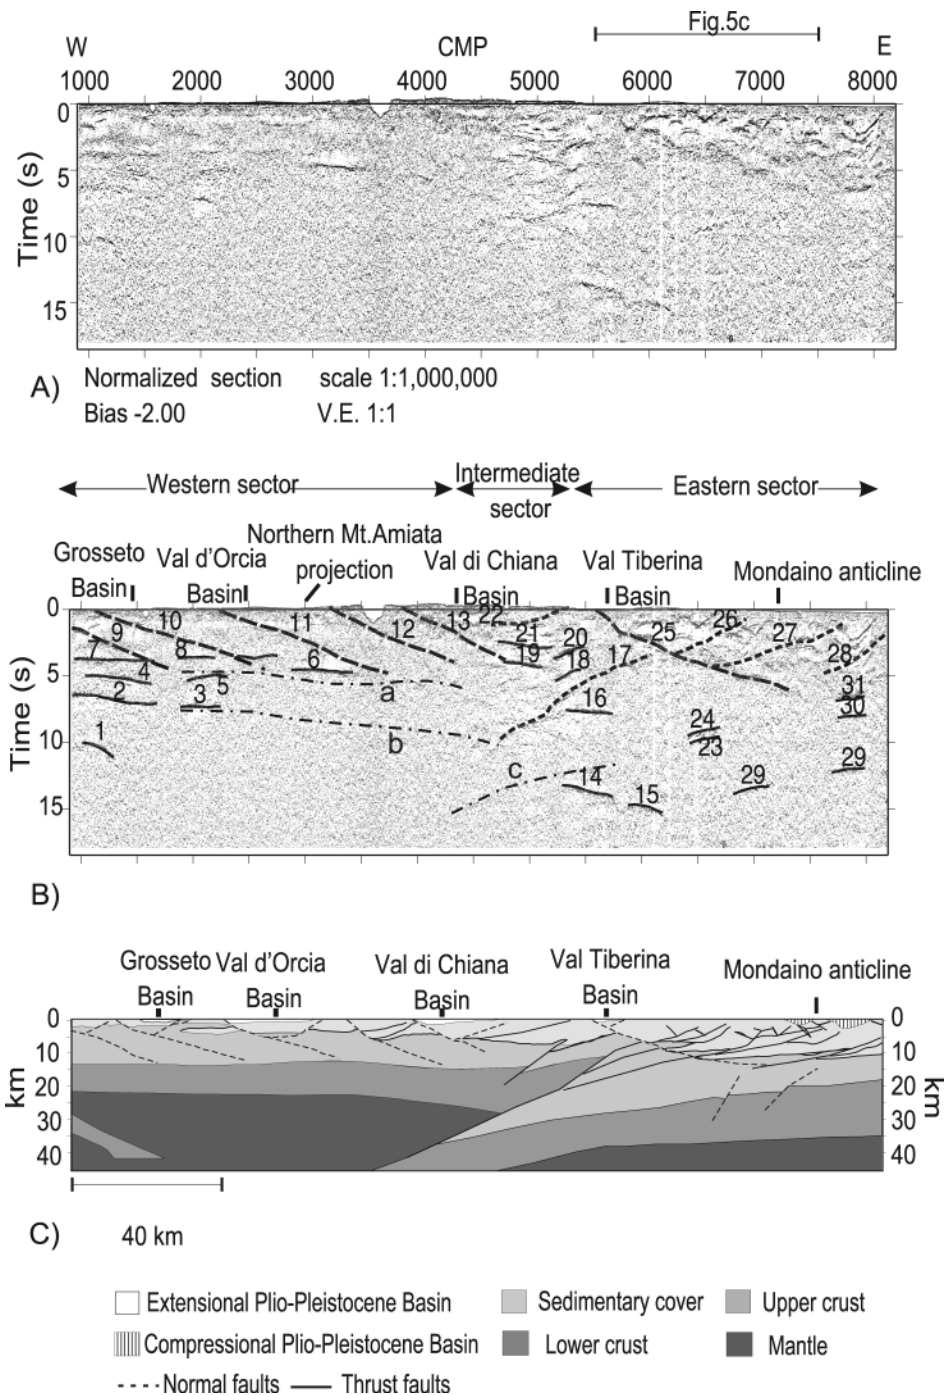 Fig.5c
W CMP E
1000 2000 3000 4000 5000 6000 7000 8000
0
5
10
15
Time (s)
A)
Normalized section scale 1:1,000,000
Bias -2.00 V.E. 1:1
Western sector
Intermediate
sector
Eastern sector
Grosseto
Basin
Val d'Orcia
Basin
Northern Mt.Amiata
projection
Val di Chiana
Basin
Val Tiberina
Basin
Mondaino anticline
0
5
10
15
Time (s)
9 10 11 12 13 22 21 20 25 26 27
7 8 6 19 18 17 28
4 5 a 31
2 3 16 30
1 b 24
23
c 14 15 29 29
B)
Grosseto
Basin
Val d'Orcia
Basin
Val di Chiana
Basin
Val Tiberina
Basin
Mondaino anticline
0 0
10 10
20 20
30 30
40 40
km km
C) 40 km
Extensional Plio-Pleistocene Basin Sedimentary cover Upper crust
Compressional Plio-Pleistocene Basin Lower crust Mantle
Normal faults Thrust faults